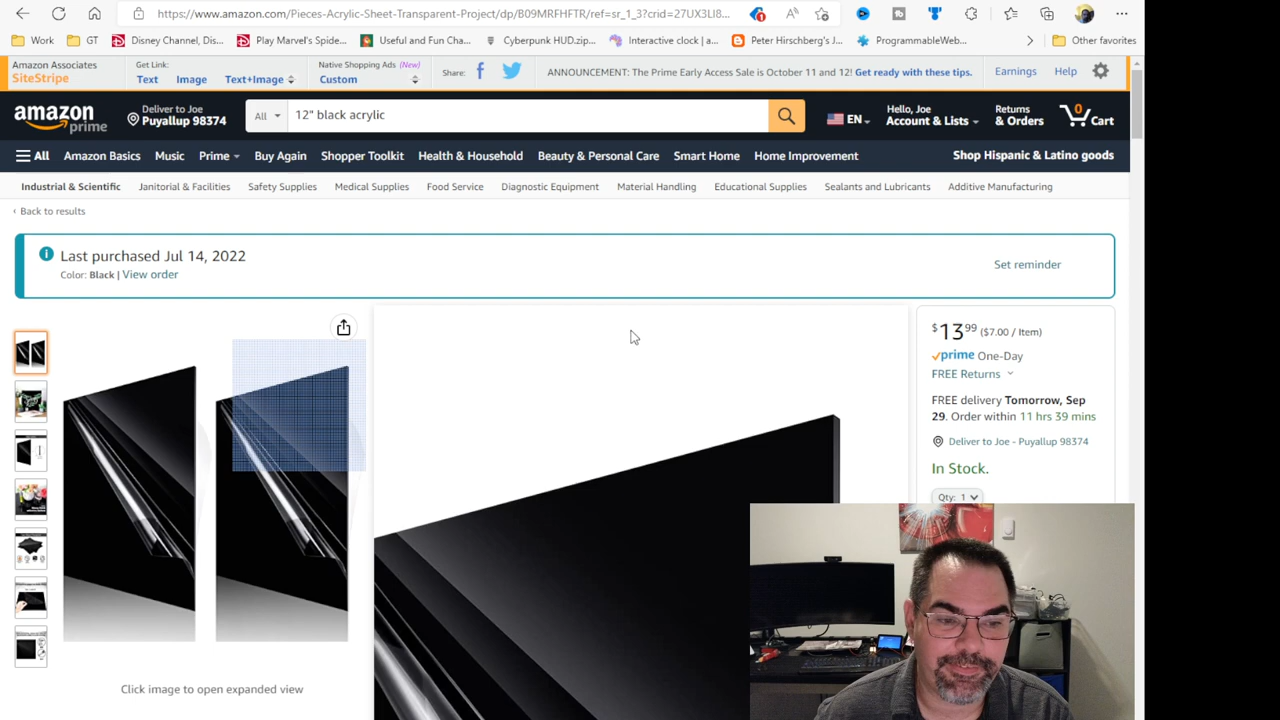 https://www.amazon.com/Pieces-Acrylic-Sheet-Transparent-Project/dp/B09MRFHFTR/ref=sr_1_3?crid=27UX3LI8...
Work
GT
Disney Channel, Dis...
Play Marvel's Spide...
Useful and Fun Cha...
Cyberpunk HUD.zip...
Interactive clock | a...
Peter Hirschberg's J...
ProgrammableWeb...
Other favorites
Amazon Associates
SiteStripe
Get Link:
Text
Image
Text+Image
Native Shopping Ads (New)
Custom
Share:
ANNOUNCEMENT: The Prime Early Access Sale is October 11 and 12! Get ready with these tips.
Earnings
Help
amazon prime
Deliver to Joe
Puyallup 98374
All
12" black acrylic
EN
Hello, Joe
Account & Lists
Returns
& Orders
0
Cart
All
Amazon Basics
Music
Prime
Buy Again
Shopper Toolkit
Health & Household
Beauty & Personal Care
Smart Home
Home Improvement
Shop Hispanic & Latino goods
Industrial & Scientific
Janitorial & Facilities
Safety Supplies
Medical Supplies
Food Service
Diagnostic Equipment
Material Handling
Educational Supplies
Sealants and Lubricants
Additive Manufacturing
‹ Back to results
Last purchased Jul 14, 2022
Color: Black | View order
Set reminder
$13 99 ($7.00 / Item)
prime One-Day
FREE Returns
FREE delivery Tomorrow, Sep
29. Order within 11 hrs 39 mins
Deliver to Joe - Puyallup 98374
In Stock.
Qty: 1
Click image to open expanded view